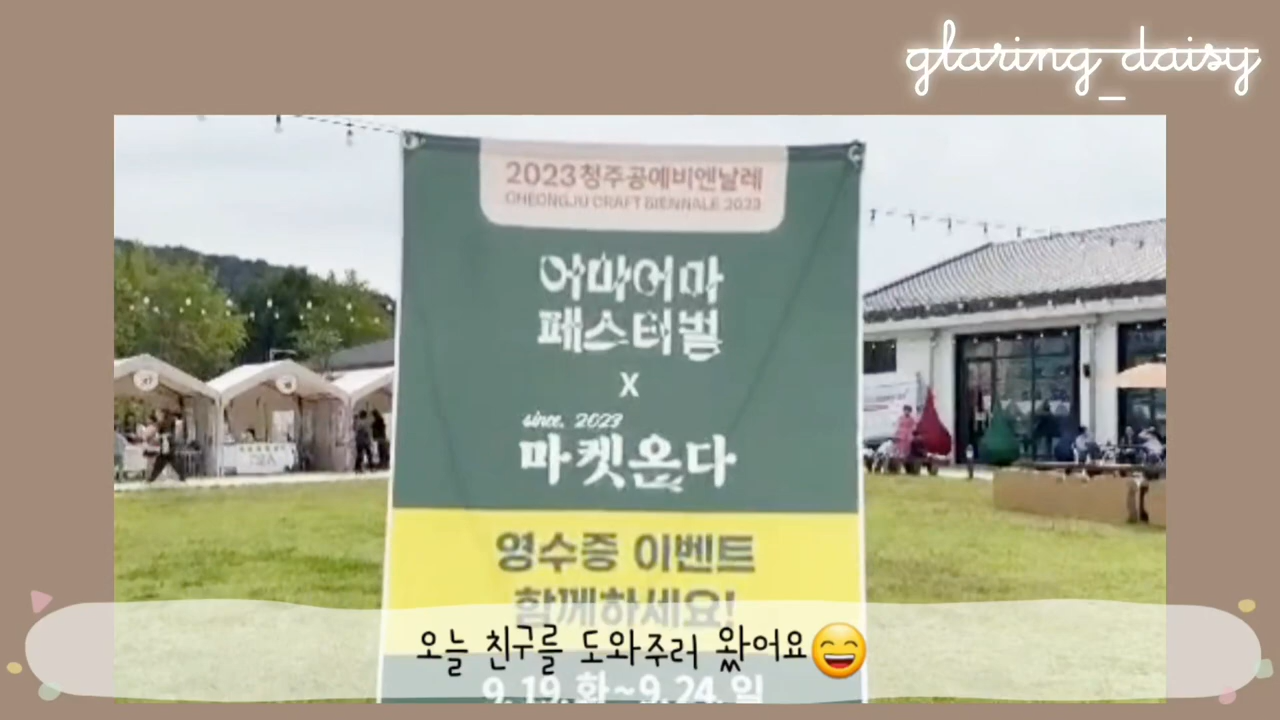 glaring_daisy
2023청주공예비엔날레
CHEONGJU CRAFT BIENNALE 2023
어마어마
페스티벌
X
since. 2023
마켓온다
영수증 이벤트
함께하세요!
오늘 친구를 도와주러 왔어요😄
9.19.화~9.24.일